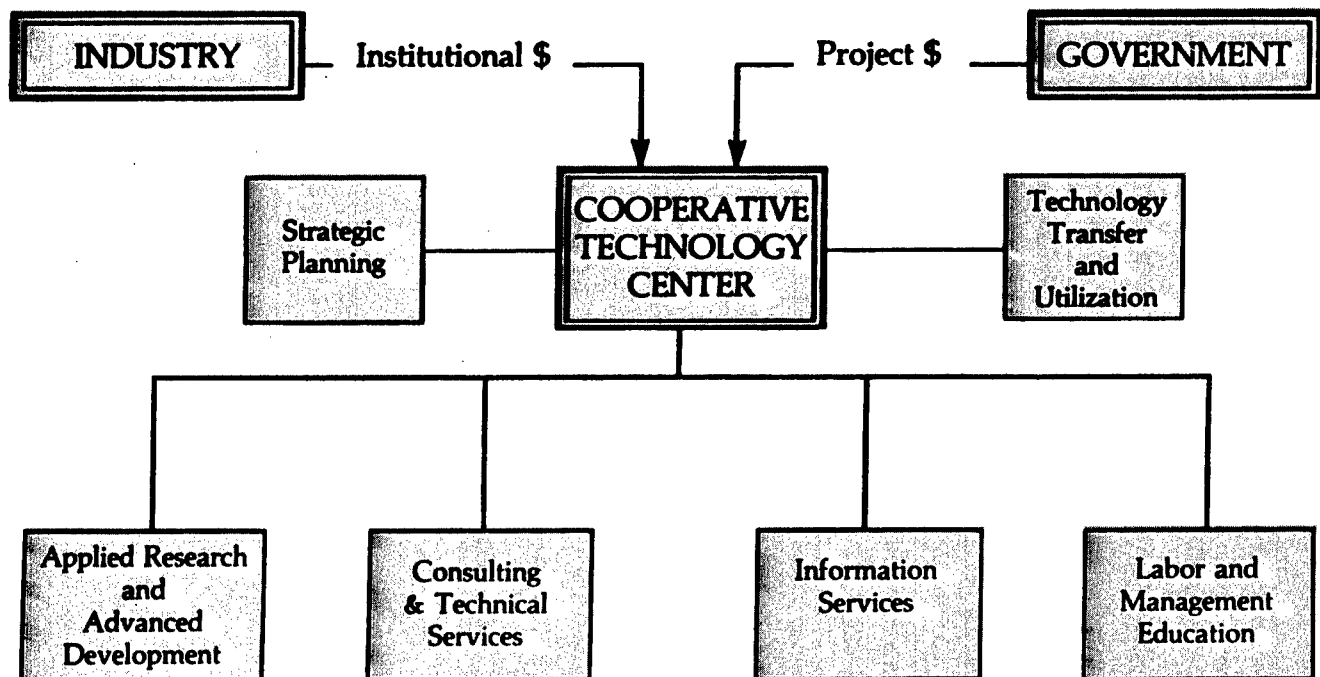 INDUSTRY
Institutional $
Project $
GOVERNMENT
Strategic
Planning
COOPERATIVE
TECHNOLOGY
CENTER
Technology
Transfer
and
Utilization
Applied Research
and
Advanced
Development
Consulting
& Technical
Services
Information
Services
Labor and
Management
Education